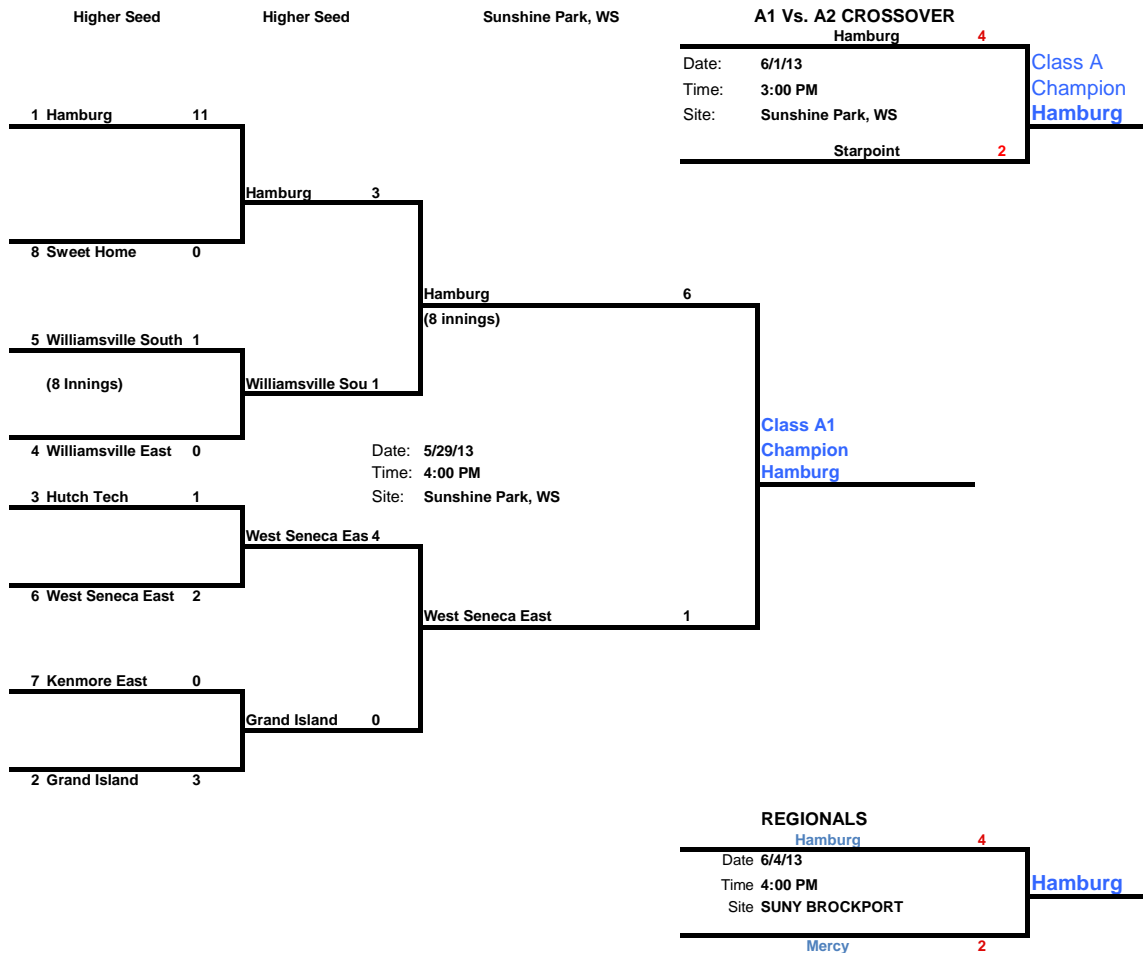 Higher Seed Higher Seed Sunshine Park, WS A1 Vs. A2 CROSSOVER
Hamburg 4
Date: 6/1/13
Time: 3:00 PM
Site: Sunshine Park, WS
Class A
Champion
Hamburg
Starpoint 2
1 Hamburg 11
8 Sweet Home 0
5 Williamsville South 1
(8 Innings)
4 Williamsville East 0
3 Hutch Tech 1
6 West Seneca East 2
7 Kenmore East 0
2 Grand Island 3
Hamburg 3
Williamsville Sou 1
West Seneca Eas 4
Grand Island 0
Date: 5/29/13
Time: 4:00 PM
Site: Sunshine Park, WS
Hamburg 6
(8 innings)
West Seneca East 1
Class A1
Champion
Hamburg
REGIONALS
Hamburg 4
Date 6/4/13
Time 4:00 PM
Site SUNY BROCKPORT
Mercy 2
Hamburg